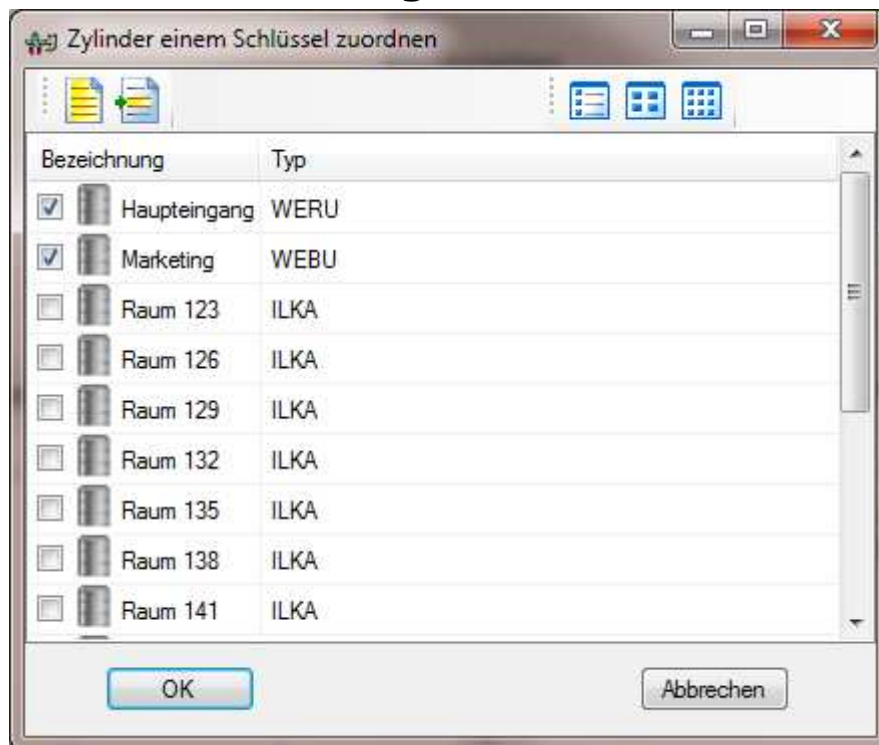 Zylinder einem Schlüssel zuordnen
Bezeichnung Typ
Haupteingang WERU
Marketing WEBU
Raum 123 ILKA
Raum 126 ILKA
Raum 129 ILKA
Raum 132 ILKA
Raum 135 ILKA
Raum 138 ILKA
Raum 141 ILKA
OK Abbrechen